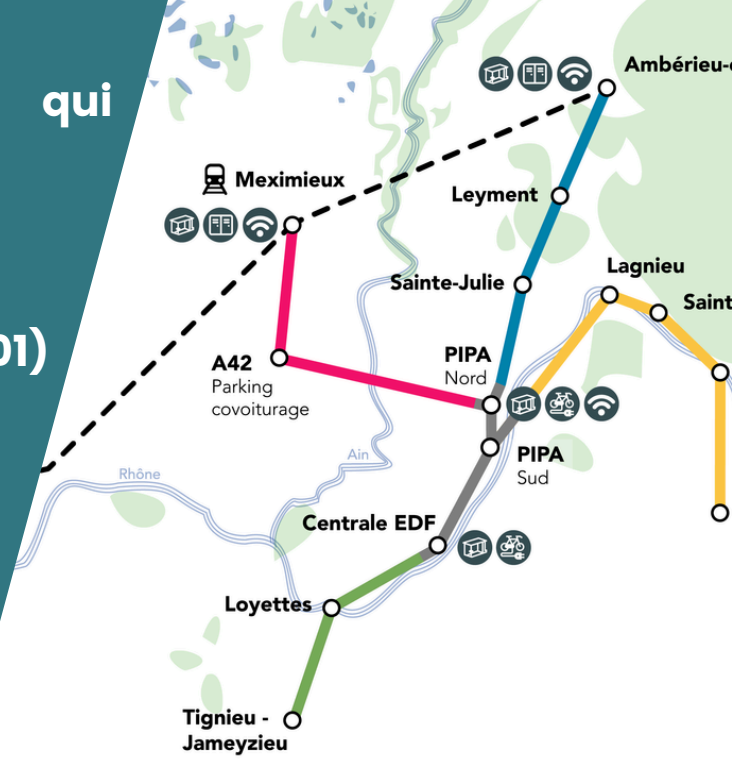 qui
01)
Ambérieu-
Meximieux
Leyment
Lagnieu
Sainte-Julie
Saint
PIPA
Nord
A42
Parking
covoiturage
PIPA
Sud
Ain
Rhône
Centrale EDF
Loyettes
Tignieu -
Jameyzieu